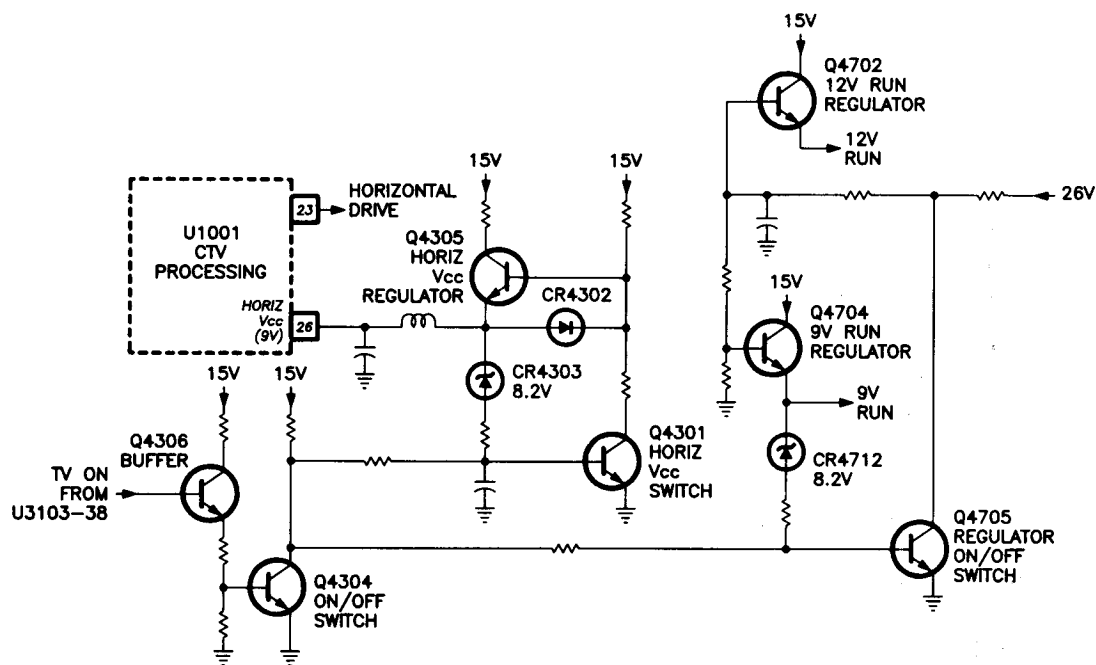 15V
Q4702
12V RUN
REGULATOR
12V
RUN
26V
15V
15V
23
HORIZONTAL
DRIVE
U1001
CTV
PROCESSING
Q4305
HORIZ
Vcc
REGULATOR
CR4302
HORIZ
Vcc
(9V)
26
15V
Q4704
9V RUN
REGULATOR
15V
15V
CR4303
8.2V
9V
RUN
Q4306
BUFFER
Q4301
HORIZ
Vcc
SWITCH
CR4712
8.2V
TV ON
FROM
U3103-38
Q4705
REGULATOR
ON/OFF
SWITCH
Q4304
ON/OFF
SWITCH